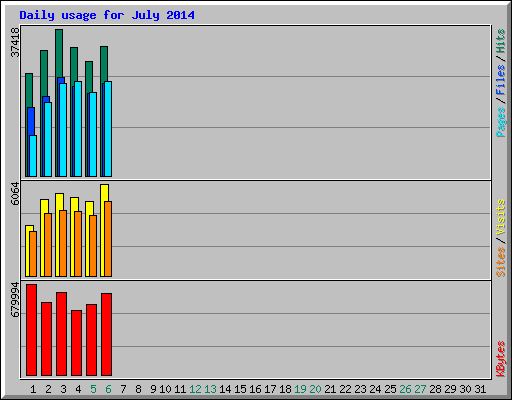 Daily usage for July 2014
37418
Pages / Files / Hits
6064
Sites / Visits
679994
KBytes
1 2 3 4 5 6 7 8 9 10 11 12 13 14 15 16 17 18 19 20 21 22 23 24 25 26 27 28 29 30 31